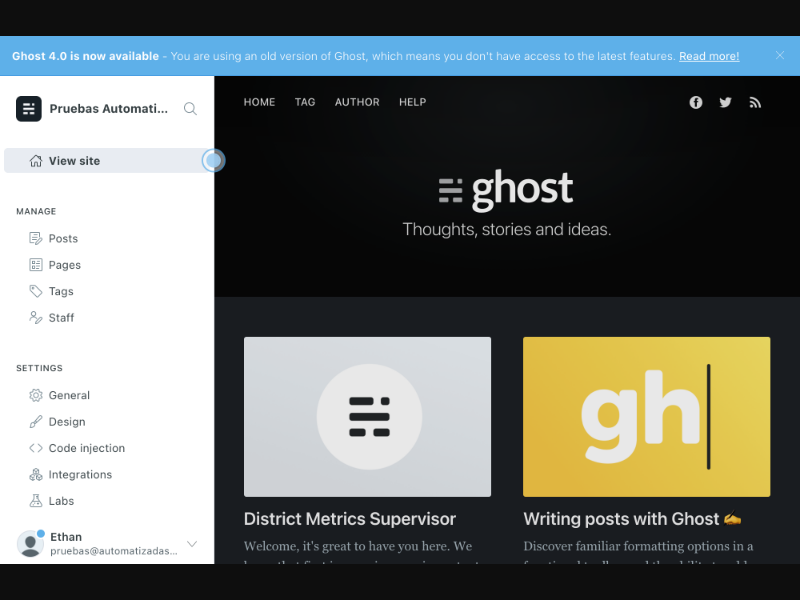 Ghost 4.0 is now available - You are using an old version of Ghost, which means you don't have access to the latest features. Read more!
Pruebas Automati...
View site
MANAGE
Posts
Pages
Tags
Staff
SETTINGS
General
Design
Code injection
Integrations
Labs
Ethan
pruebas@automatizadas...
HOME TAG AUTHOR HELP
ghost
Thoughts, stories and ideas.
gh
District Metrics Supervisor
Welcome, it's great to have you here. We
Writing posts with Ghost ✍️
Discover familiar formatting options in a